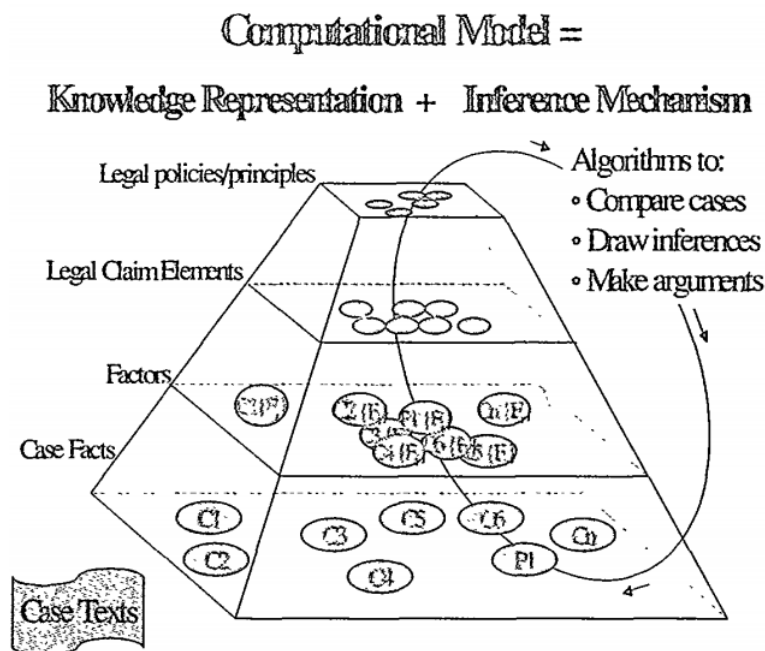 Computational Model =
Knowledge Representation + Inference Mechanism
Legal policies/principles
Algorithms to:
Compare cases
Draw inferences
Make arguments
Legal Claim Elements
Factors
Case Facts
C1
C2
C3
C4
C5
C6
P1
Cn
Case Texts